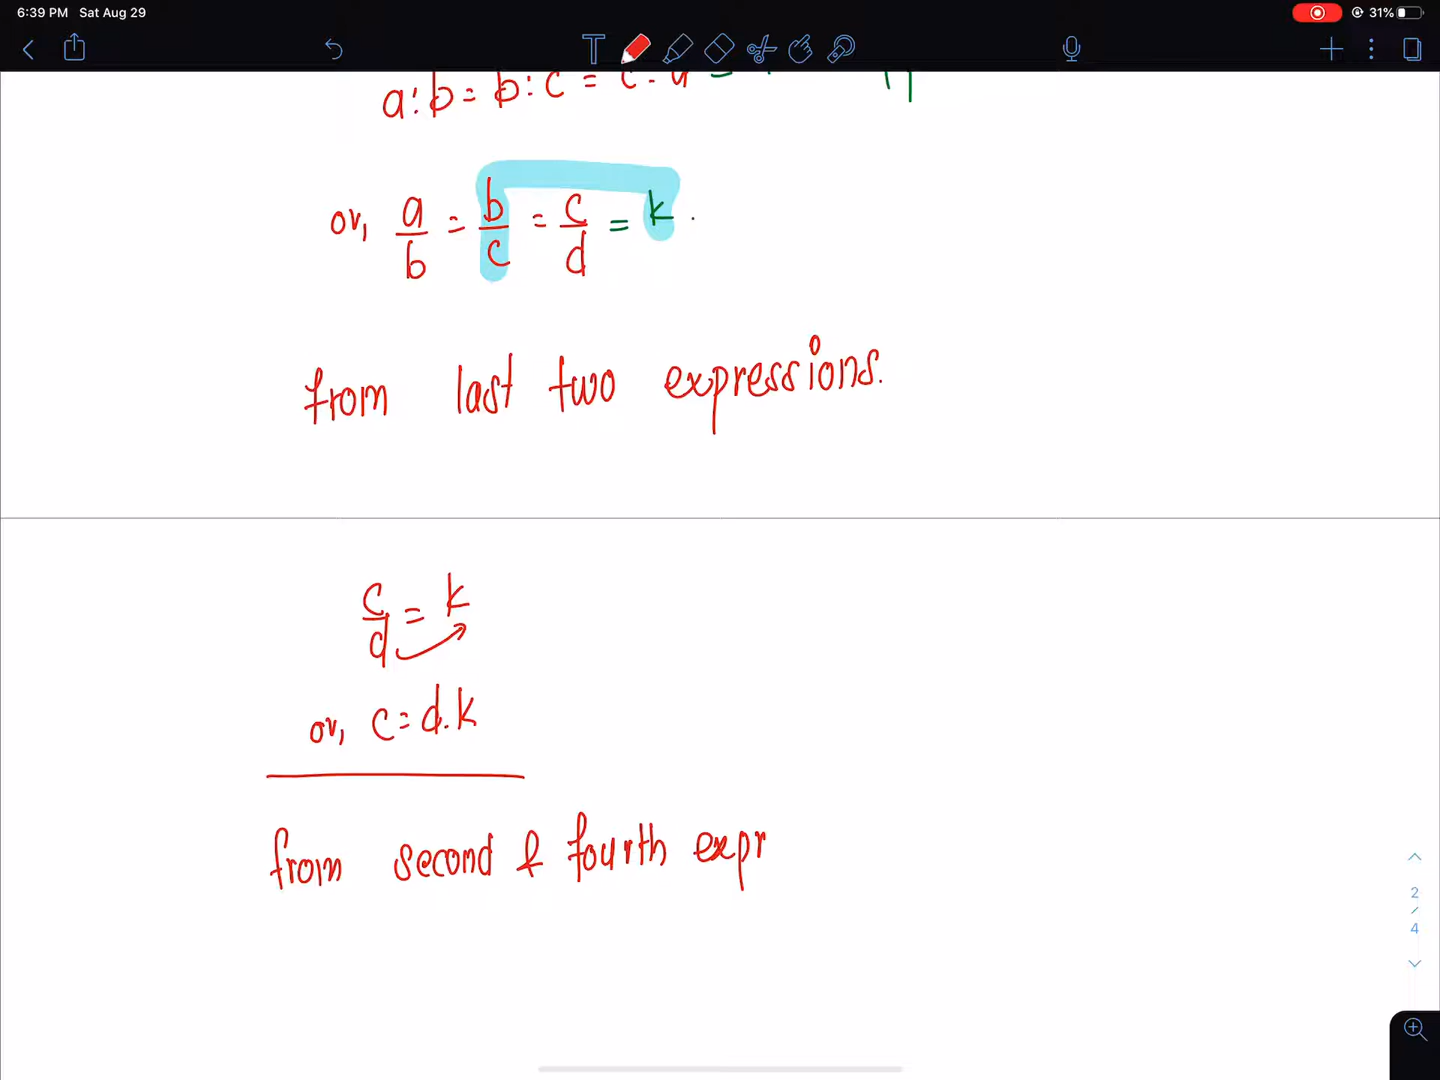 6:39 PM Sat Aug 29
31%
a:b = b:c = c:d =
or, a/b = b/c = c/d = k.
from last two expressions.
c/d = k
or, c = d.k
from second & fourth expr
2
/
4